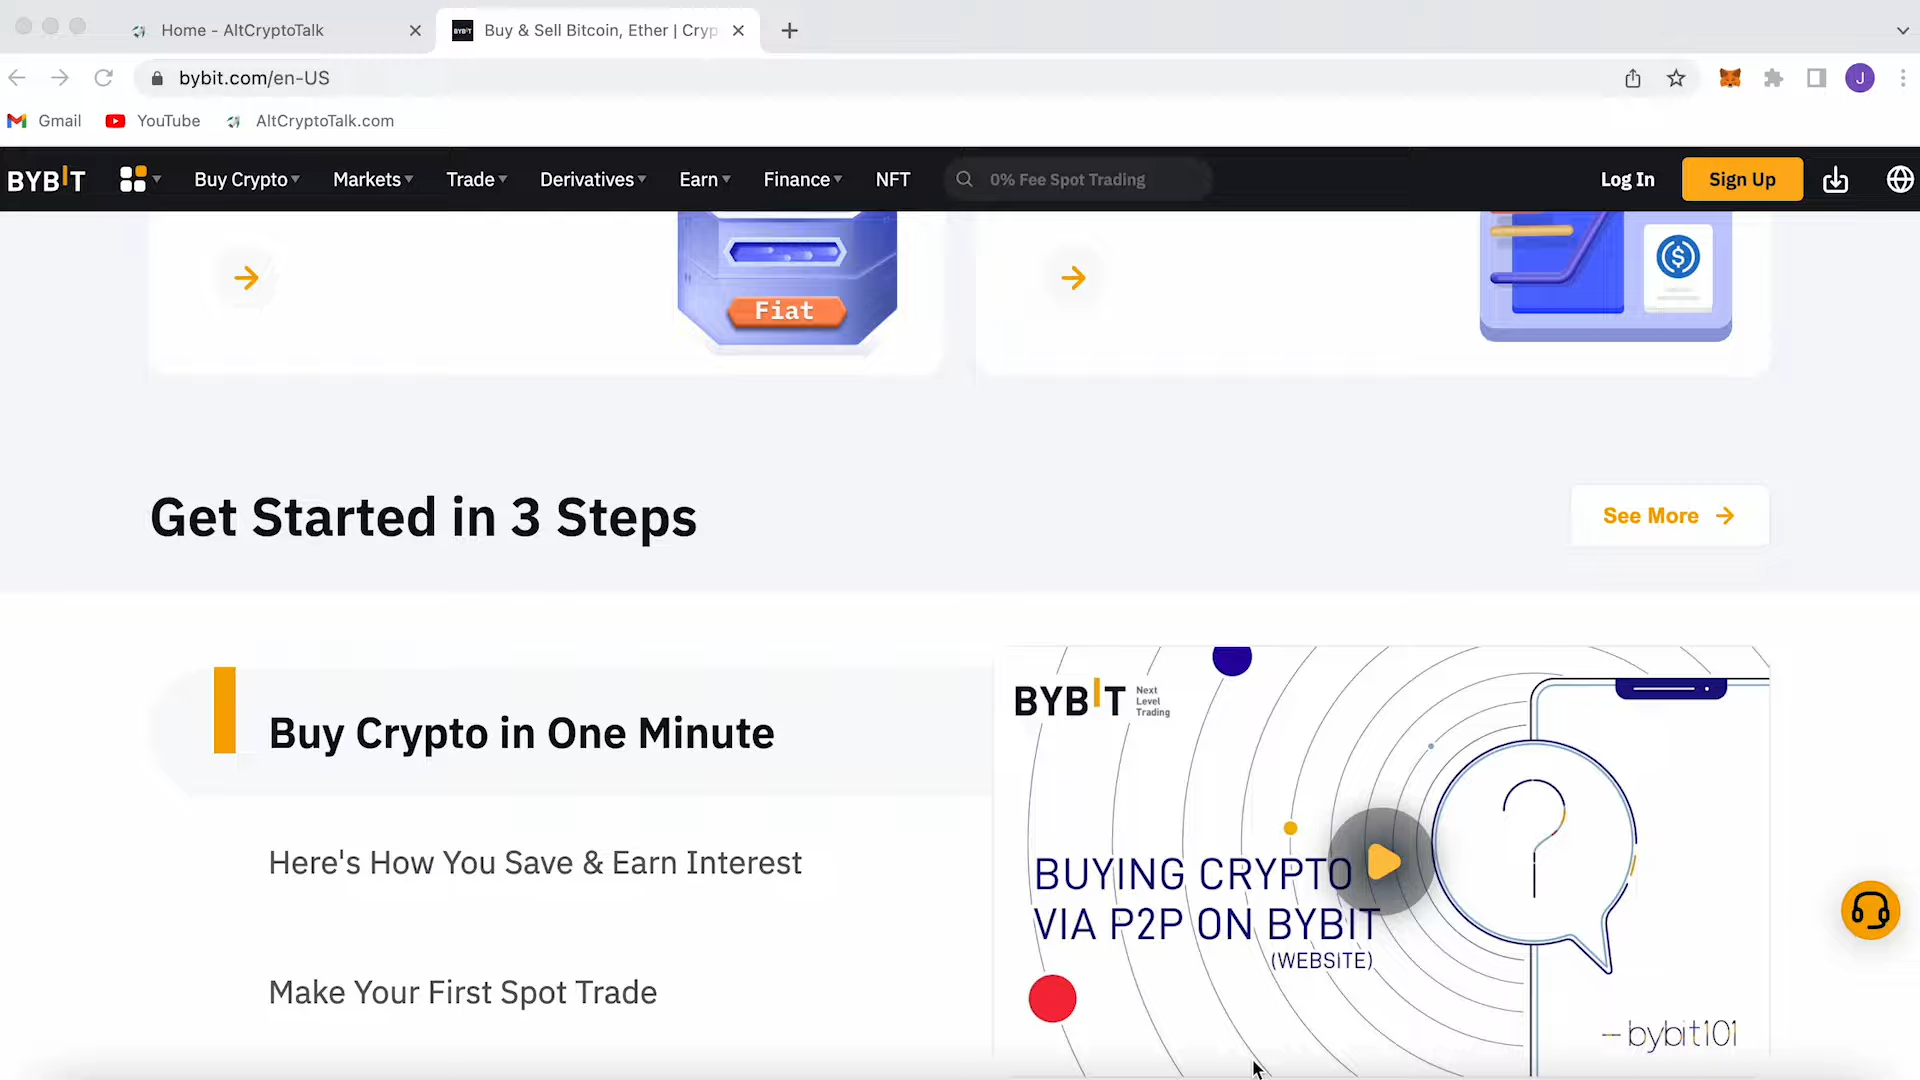 Home - AltCryptoTalk
BYBIT
Buy & Sell Bitcoin, Ether | Cryp
bybit.com/en-US
J
Gmail
YouTube
AltCryptoTalk.com
BYBIT
Buy Crypto
Markets
Trade
Derivatives
Earn
Finance
NFT
0% Fee Spot Trading
Log In
Sign Up
Fiat
Get Started in 3 Steps
See More
Buy Crypto in One Minute
Here's How You Save & Earn Interest
Make Your First Spot Trade
BYBIT
Next
Level
Trading
BUYING CRYPTO
VIA P2P ON BYBIT
(WEBSITE)
bybit101